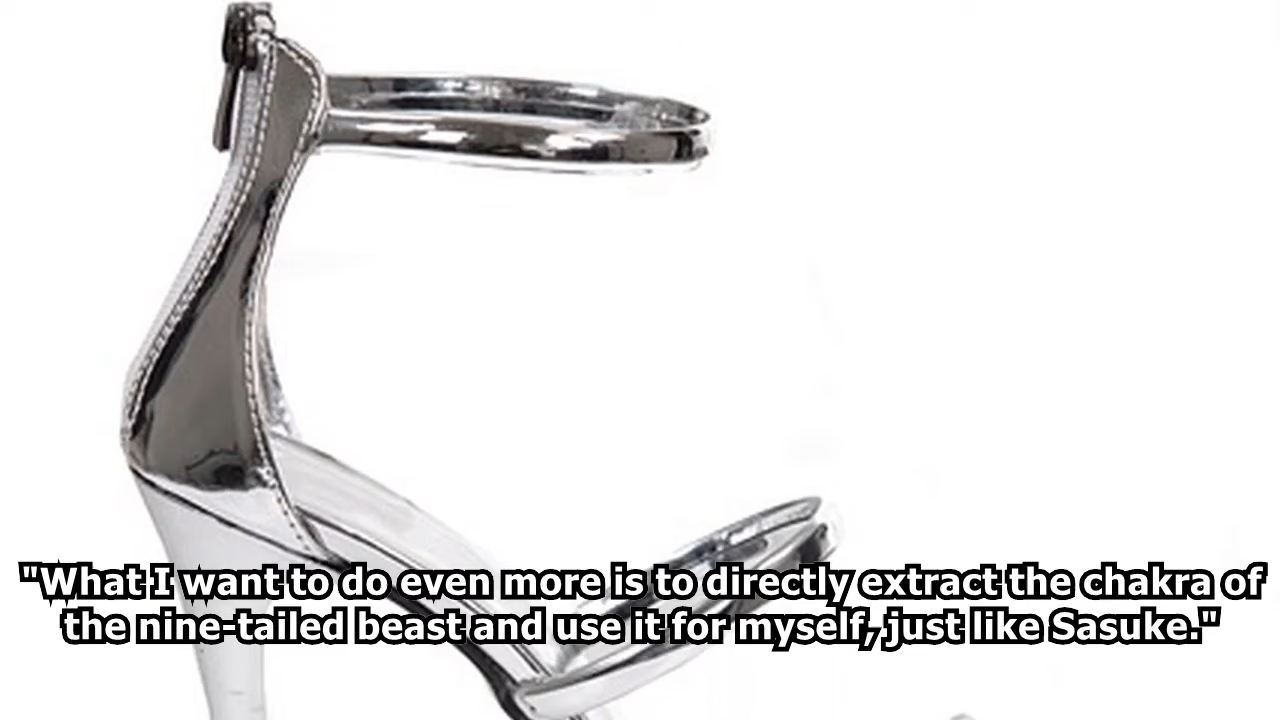 "What I want to do even more is to directly extract the chakra of
the nine-tailed beast and use it for myself, just like Sasuke."